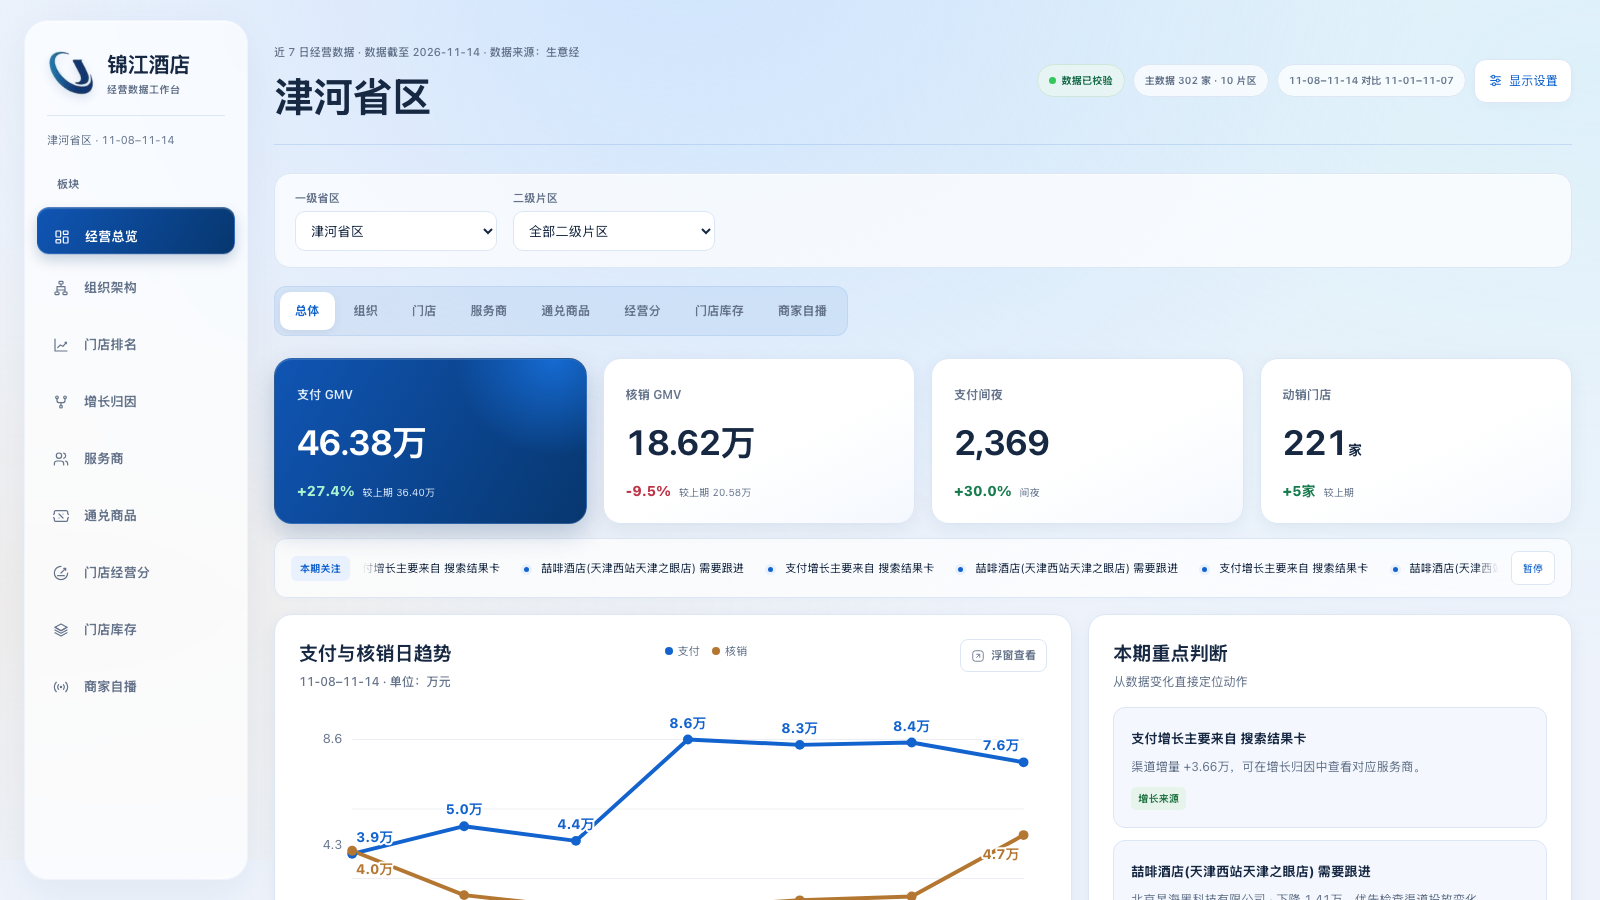 锦江酒店
经营数据工作台
津河省区 · 11-08–11-14
板块
经营总览
组织架构
门店排名
增长归因
服务商
通兑商品
门店经营分
门店库存
商家自播
近 7 日经营数据 · 数据截至 2026-11-14 · 数据来源：生意经
津河省区
数据已校验
主数据 302 家 · 10 片区
11-08–11-14 对比 11-01–11-07
显示设置
一级省区
二级片区
津河省区
全部二级片区
总体 组织 门店 服务商 通兑商品 经营分 门店库存 商家自播
支付 GMV
46.38万
+27.4% 较上期 36.40万
核销 GMV
18.62万
-9.5% 较上期 20.58万
支付间夜
2,369
+30.0% 间夜
动销门店
221家
+5家 较上期
本期关注
付增长主要来自 搜索结果卡
喆啡酒店(天津西站天津之眼店) 需要跟进
支付增长主要来自 搜索结果卡
喆啡酒店(天津西站天津之眼店) 需要跟进
支付增长主要来自 搜索结果卡
喆啡酒店(天津西
暂停
支付与核销日趋势
11-08–11-14 · 单位：万元
支付 核销
浮窗查看
8.6
4.3
3.9万
5.0万
4.4万
8.6万
8.3万
8.4万
7.6万
4.0万
4.7万
本期重点判断
从数据变化直接定位动作
支付增长主要来自 搜索结果卡
渠道增量 +3.66万，可在增长归因中查看对应服务商。
增长来源
喆啡酒店(天津西站天津之眼店) 需要跟进